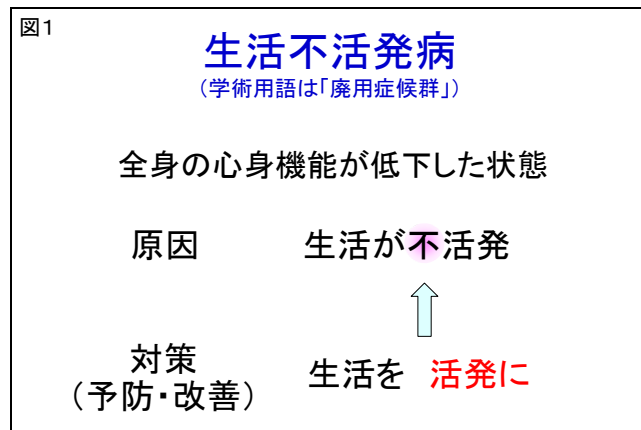 図1
生活不活発病
（学術用語は「廃用症候群」）
全身の心身機能が低下した状態
原因　生活が不活発
対策
（予防・改善）
生活を 活発に